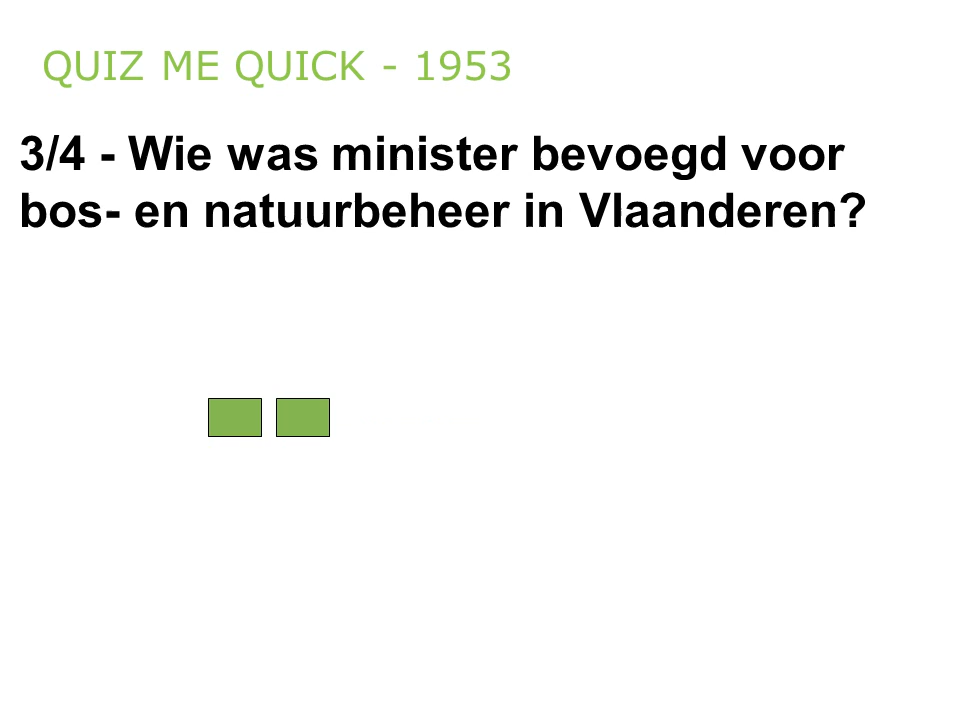 QUIZ ME QUICK - 1953
3/4 - Wie was minister bevoegd voor
bos- en natuurbeheer in Vlaanderen?